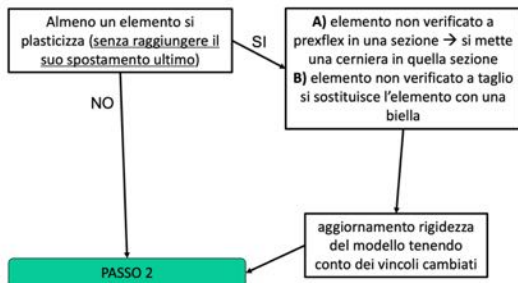 Almeno un elemento si
plasticizza (senza raggiungere il
suo spostamento ultimo)
SI
A) elemento non verificato a
prexflex in una sezione → si mette
una cerniera in quella sezione
B) elemento non verificato a taglio
si sostituisce l'elemento con una
biella
NO
aggiornamento rigidezza
del modello tenendo
conto dei vincoli cambiati
PASSO 2